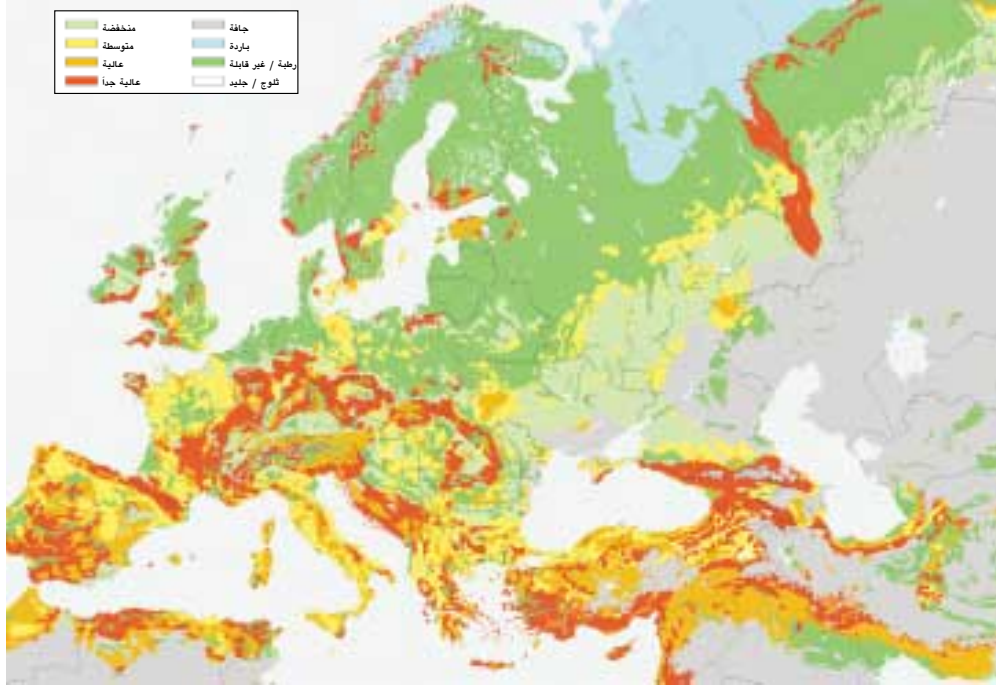 منخفضة
متوسطة
عالية
عالية جداً
جافة
باردة
رطبة / غير قابلة
ثلوج / جليد